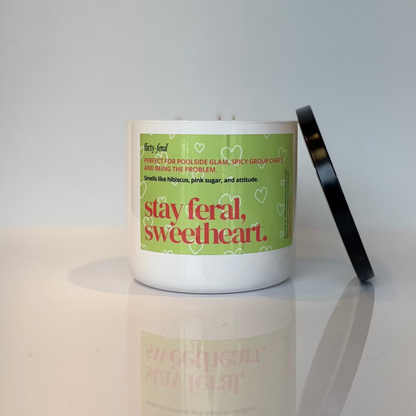 flirty + feral
PERFECT FOR POOLSIDE GLAM, SPICY GROUP CHATS,
AND BEING THE PROBLEM.
Smells like hibiscus, pink sugar, and attitude.
stay feral,
sweetheart.